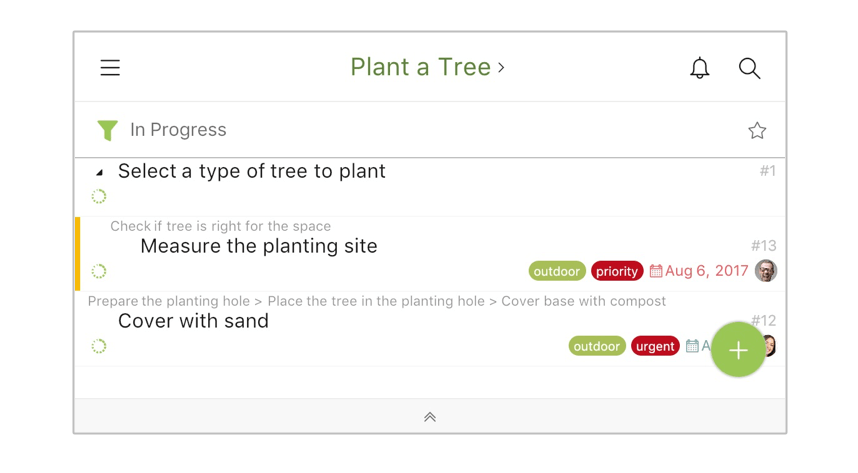 Plant a Tree ›
In Progress
Select a type of tree to plant #1
Check if tree is right for the space
Measure the planting site #13
outdoor priority Aug 6, 2017
Prepare the planting hole > Place the tree in the planting hole > Cover base with compost
Cover with sand #12
outdoor urgent